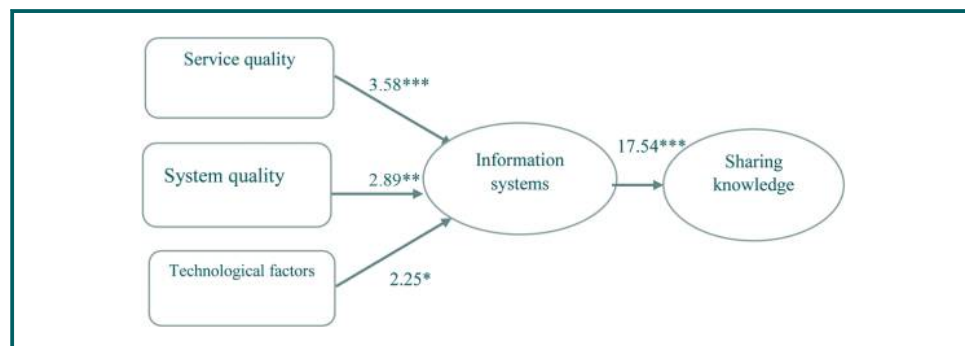 Service quality
3.58***
System quality
2.89**
Technological factors
2.25*
Information
systems
17.54***
Sharing
knowledge